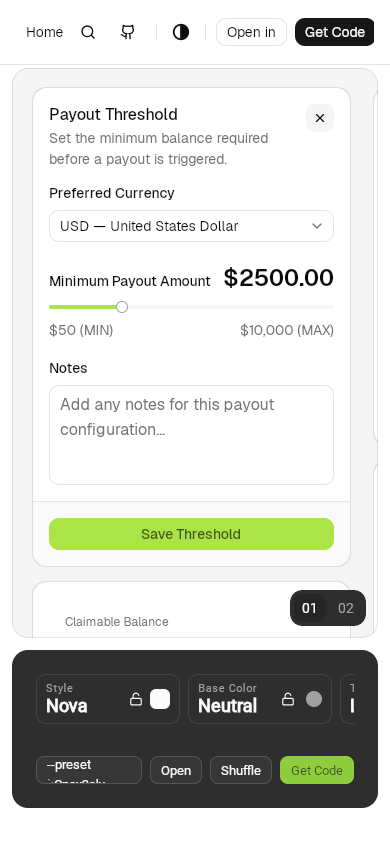 Home
Open in
Get Code
Payout Threshold
Set the minimum balance required
before a payout is triggered.
Preferred Currency
USD — United States Dollar
Minimum Payout Amount $2500.00
$50 (MIN) $10,000 (MAX)
Notes
Add any notes for this payout
configuration...
Save Threshold
01 02
Claimable Balance
Style
Nova
Base Color
Neutral
--preset
Open
Shuffle
Get Code